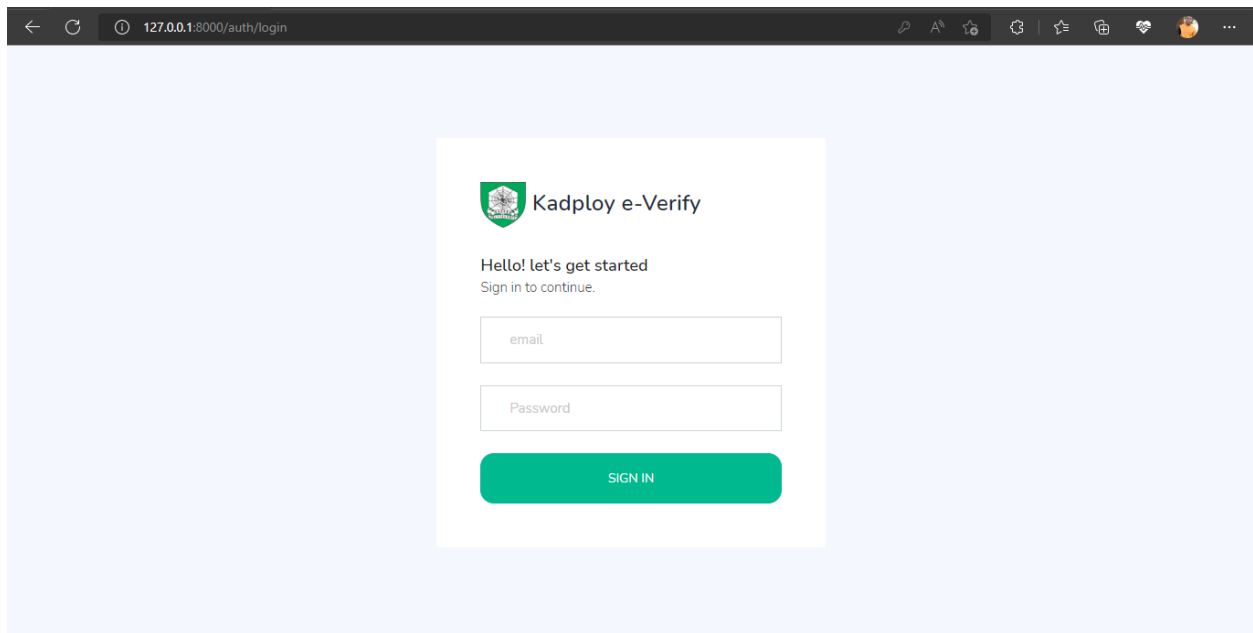 127.0.0.1:8000/auth/login
Kadploy e-Verify
Hello! let's get started
Sign in to continue.
email
Password
SIGN IN